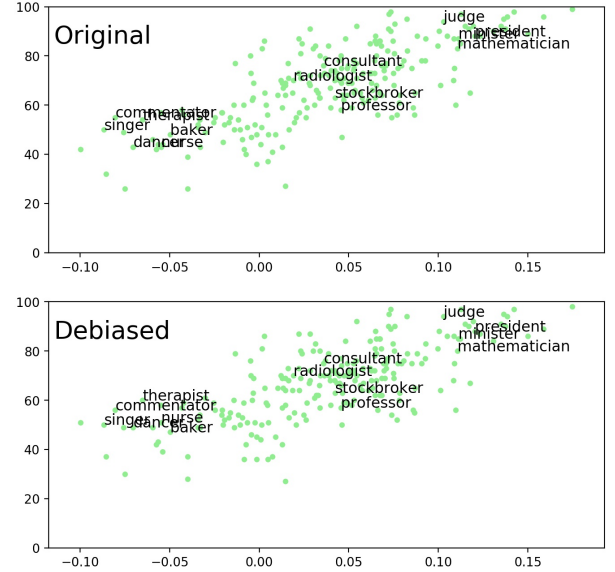 100
80
60
40
20
0
Original
judge
president
minister
mathematician
consultant
radiologist
stockbroker
professor
commentator
therapist
singer
baker
dancer
nurse
−0.10 −0.05 0.00 0.05 0.10 0.15
100
80
60
40
20
0
Debiased
judge
president
minister
mathematician
consultant
radiologist
stockbroker
professor
therapist
commentator
nurse
singer
dancer
baker
−0.10 −0.05 0.00 0.05 0.10 0.15